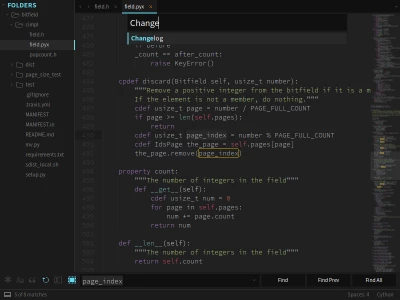 FOLDERS
bitfield
cimpl
field.h
field.pyx
popcount.h
dist
page_size_test
test
.gitignore
.travis.yml
MANIFEST
MANIFEST.in
README.md
mv.py
requirements.txt
sdist_local.sh
setup.py
field.h
field.pyx
Change
Changelog
if before
_count == after_count:
raise KeyError()
cpdef discard(Bitfield self, usize_t number):
"""Remove a positive integer from the bitfield if it is a m
If the element is not a member, do nothing."""
cdef usize_t page = number / PAGE_FULL_COUNT
if page >= len(self.pages):
return
cdef usize_t page_index = number % PAGE_FULL_COUNT
cdef IdsPage the_page = self.pages[page]
the_page.remove(page_index)
property count:
"""The number of integers in the field"""
def __get__(self):
cdef usize_t num = 0
for page in self.pages:
num += page.count
return num
def __len__(self):
"""The number of integers in the field"""
return self.count
page_index
Find
Find Prev
Find All
5 of 6 matches
Spaces: 4
Cython